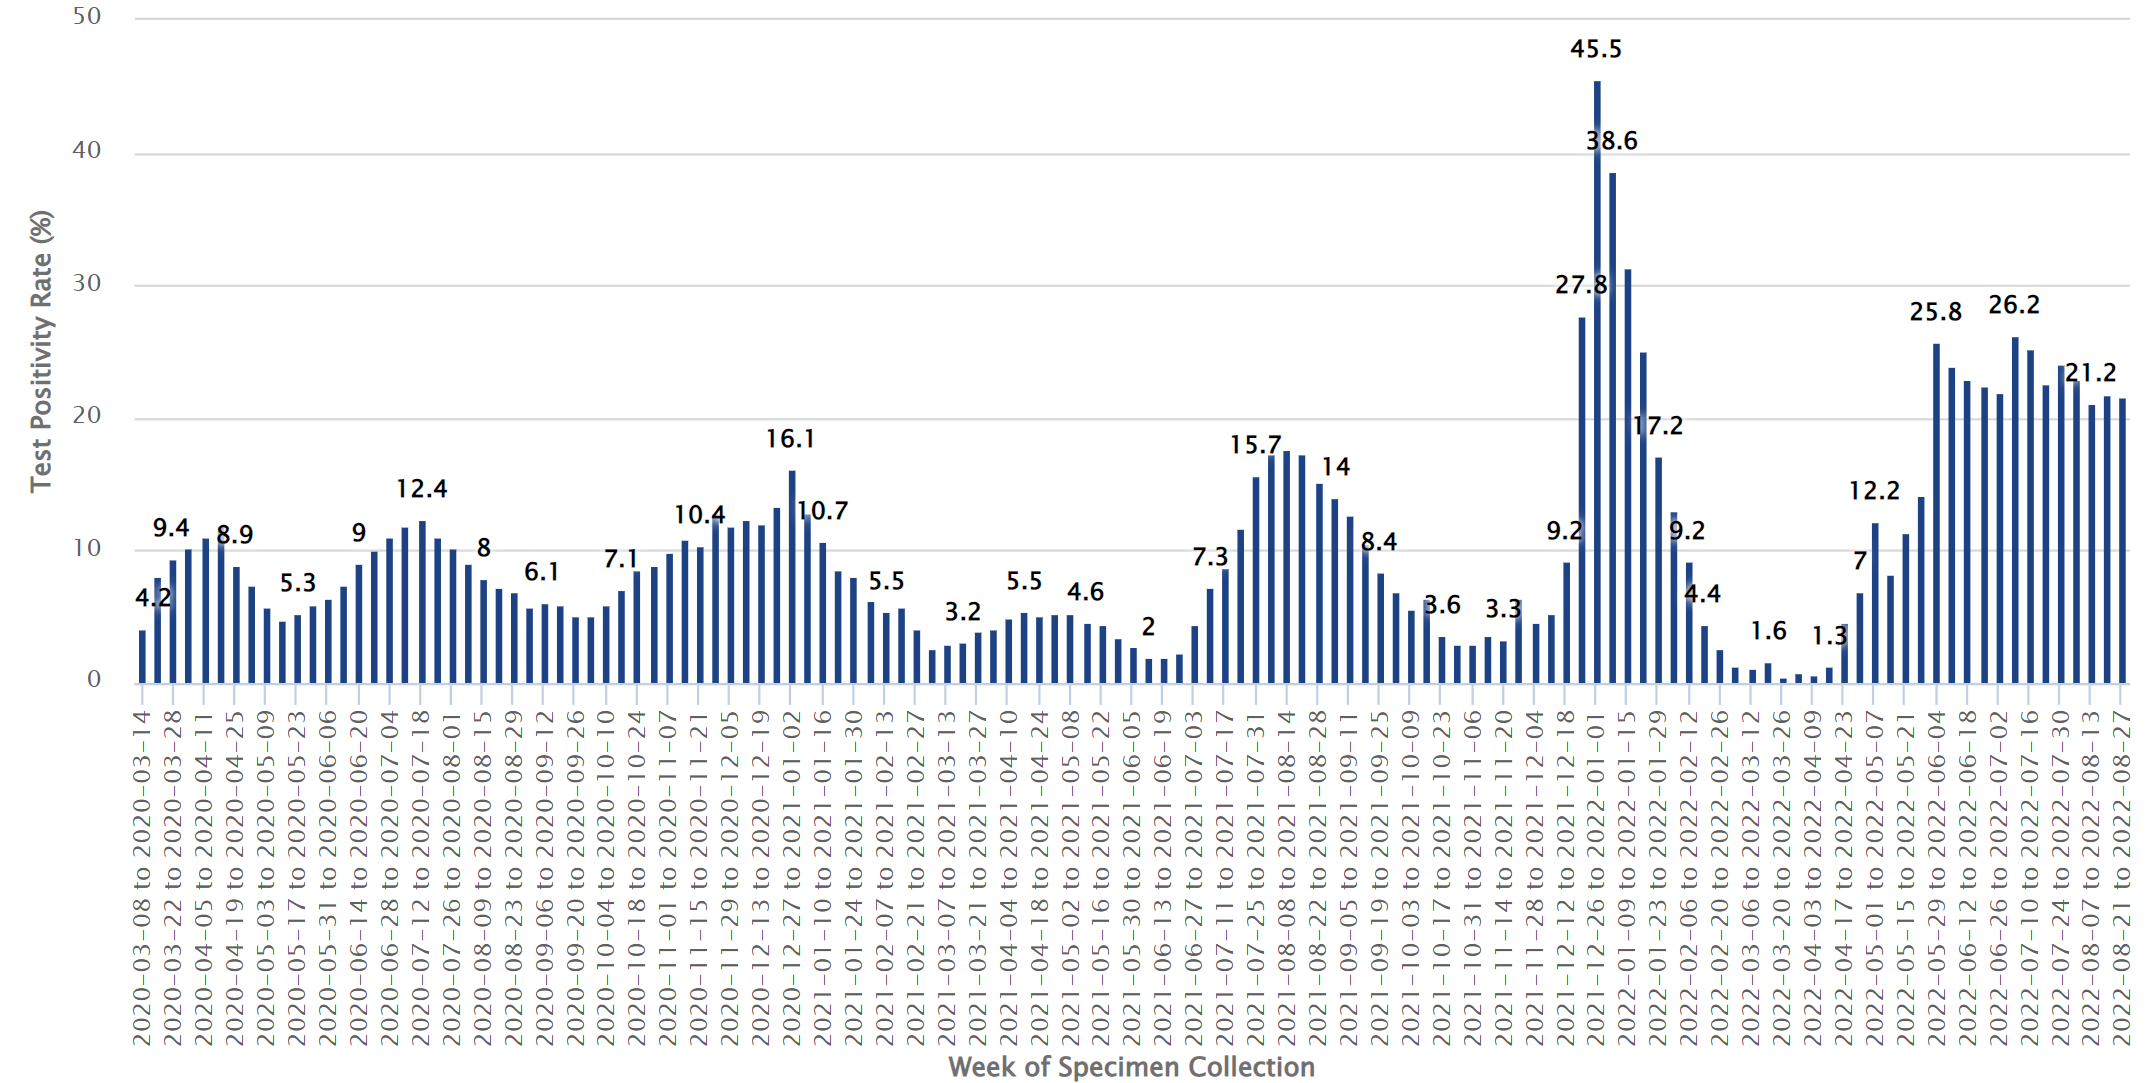 50
40
30
20
10
0
Test Positivity Rate (%)
4.2
9.4
8.9
5.3
9
12.4
8
6.1
7.1
10.4
16.1
10.7
5.5
3.2
5.5
4.6
2
7.3
15.7
14
8.4
3.6
3.3
9.2
27.8
45.5
38.6
17.2
9.2
4.4
1.6
1.3
7
12.2
25.8
26.2
21.2
2020-03-08 to 2020-03-14
2020-03-22 to 2020-03-28
2020-04-05 to 2020-04-11
2020-04-19 to 2020-04-25
2020-05-03 to 2020-05-09
2020-05-17 to 2020-05-23
2020-05-31 to 2020-06-06
2020-06-14 to 2020-06-20
2020-06-28 to 2020-07-04
2020-07-12 to 2020-07-18
2020-07-26 to 2020-08-01
2020-08-09 to 2020-08-15
2020-08-23 to 2020-08-29
2020-09-06 to 2020-09-12
2020-09-20 to 2020-09-26
2020-10-04 to 2020-10-10
2020-10-18 to 2020-10-24
2020-11-01 to 2020-11-07
2020-11-15 to 2020-11-21
2020-11-29 to 2020-12-05
2020-12-13 to 2020-12-19
2020-12-27 to 2021-01-02
2021-01-10 to 2021-01-16
2021-01-24 to 2021-01-30
2021-02-07 to 2021-02-13
2021-02-21 to 2021-02-27
2021-03-07 to 2021-03-13
2021-03-21 to 2021-03-27
2021-04-04 to 2021-04-10
2021-04-18 to 2021-04-24
2021-05-02 to 2021-05-08
2021-05-16 to 2021-05-22
2021-05-30 to 2021-06-05
2021-06-13 to 2021-06-19
2021-06-27 to 2021-07-03
2021-07-11 to 2021-07-17
2021-07-25 to 2021-07-31
2021-08-08 to 2021-08-14
2021-08-22 to 2021-08-28
2021-09-05 to 2021-09-11
2021-09-19 to 2021-09-25
2021-10-03 to 2021-10-09
2021-10-17 to 2021-10-23
2021-10-31 to 2021-11-06
2021-11-14 to 2021-11-20
2021-11-28 to 2021-12-04
2021-12-12 to 2021-12-18
2021-12-26 to 2022-01-01
2022-01-09 to 2022-01-15
2022-01-23 to 2022-01-29
2022-02-06 to 2022-02-12
2022-02-20 to 2022-02-26
2022-03-06 to 2022-03-12
2022-03-20 to 2022-03-26
2022-04-03 to 2022-04-09
2022-04-17 to 2022-04-23
2022-05-01 to 2022-05-07
2022-05-15 to 2022-05-21
2022-05-29 to 2022-06-04
2022-06-12 to 2022-06-18
2022-06-26 to 2022-07-02
2022-07-10 to 2022-07-16
2022-07-24 to 2022-07-30
2022-08-07 to 2022-08-13
2022-08-21 to 2022-08-27
Week of Specimen Collection